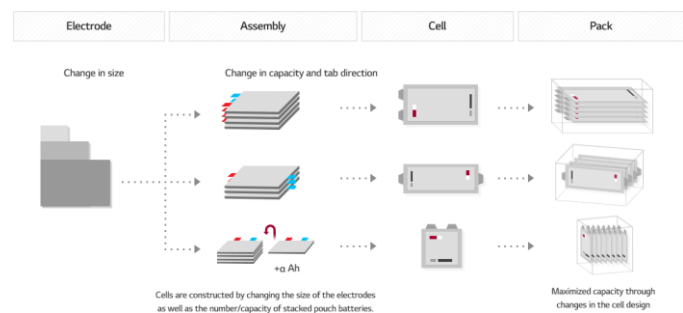 Electrode
Assembly
Cell
Pack
Change in size
Change in capacity and tab direction
+α Ah
Cells are constructed by changing the size of the electrodes
as well as the number/capacity of stacked pouch batteries.
Maximized capacity through
changes in the cell design